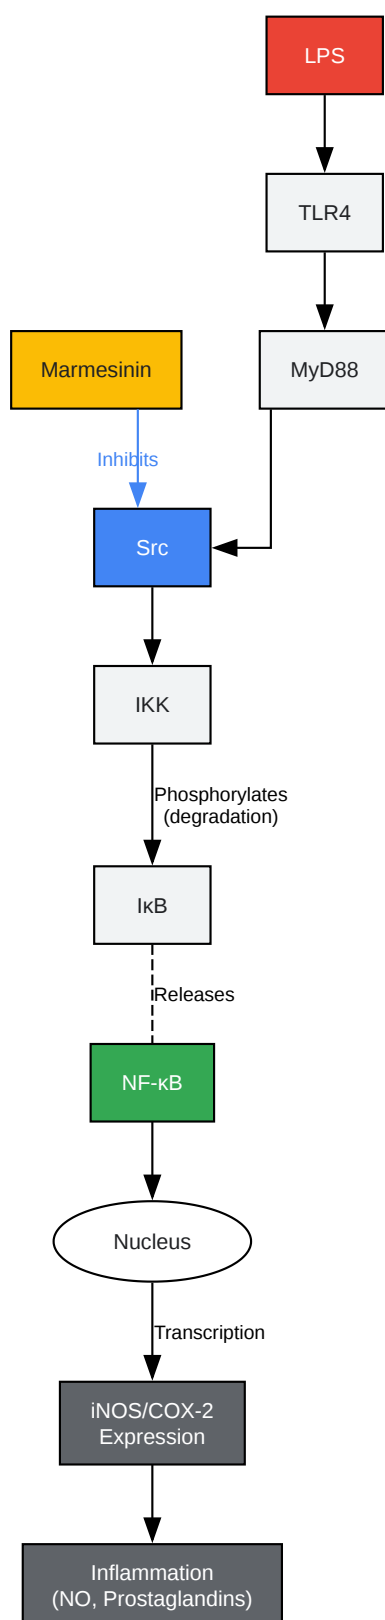 LPS
TLR4
Marmesinin
MyD88
Inhibits
Src
IKK
Phosphorylates
(degradation)
IκB
Releases
NF-κB
Nucleus
Transcription
iNOS/COX-2
Expression
Inflammation
(NO, Prostaglandins)